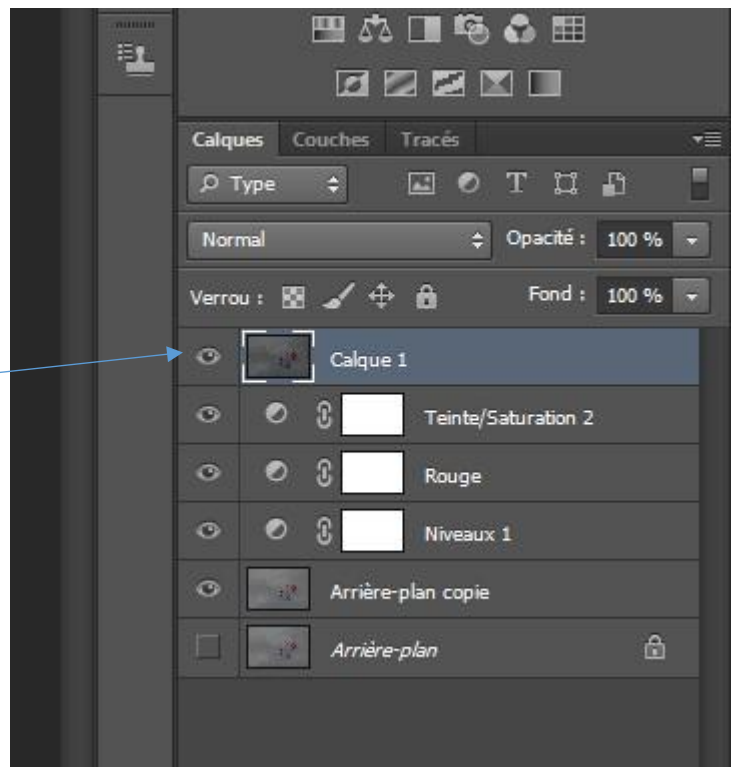 Calques Couches Tracés
Type
Normal Opacité : 100 %
Verrou : Fond : 100 %
Calque 1
Teinte/Saturation 2
Rouge
Niveaux 1
Arrière-plan copie
Arrière-plan